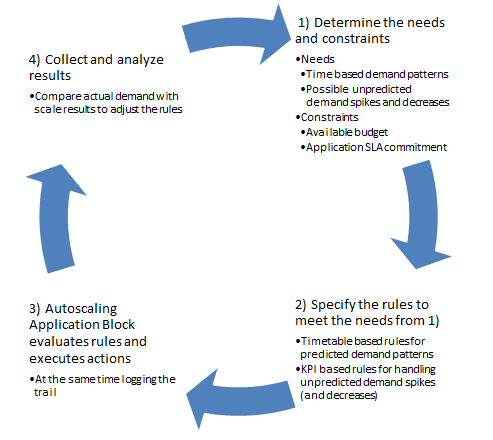 1) Determine the needs
and constraints
•Needs
•Time based demand patterns
•Possible unpredicted
demand spikes and decreases
•Constraints
•Available budget
•Application SLA commitment
2) Specify the rules to
meet the needs from 1)
•Timetable based rules for
predicted demand patterns
•KPI based rules for handling
unpredicted demand spikes
(and decreases)
3) Autoscaling
Application Block
evaluates rules and
executes actions
•At the same time logging the
trail
4) Collect and analyze
results
•Compare actual demand with
scale results to adjust the rules